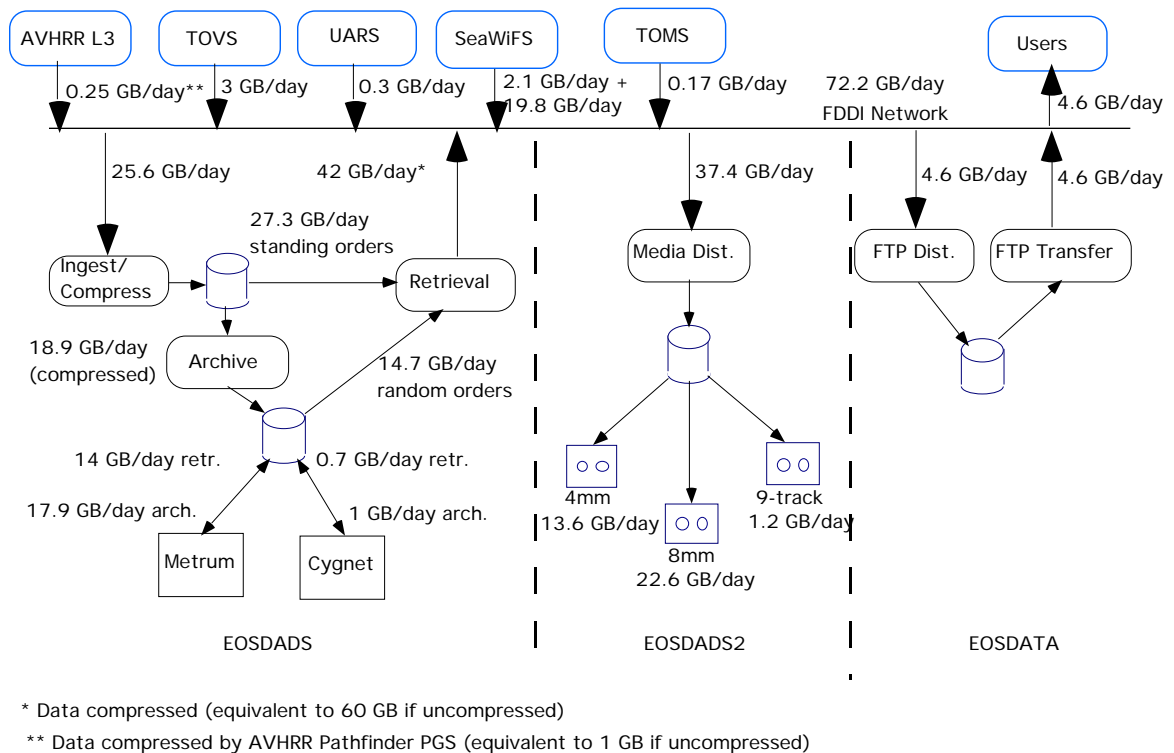 AVHRR L3
TOVS
UARS
SeaWiFS
TOMS
Users
0.25 GB/day**
3 GB/day
0.3 GB/day
2.1 GB/day +
19.8 GB/day
0.17 GB/day
72.2 GB/day
FDDI Network
4.6 GB/day
25.6 GB/day
42 GB/day*
37.4 GB/day
4.6 GB/day
4.6 GB/day
27.3 GB/day
standing orders
Ingest/
Compress
Retrieval
Media Dist.
FTP Dist.
FTP Transfer
18.9 GB/day
(compressed)
Archive
14.7 GB/day
random orders
14 GB/day retr.
0.7 GB/day retr.
17.9 GB/day arch.
1 GB/day arch.
Metrum
Cygnet
4mm
13.6 GB/day
8mm
22.6 GB/day
9-track
1.2 GB/day
EOSDADS
EOSDADS2
EOSDATA
* Data compressed (equivalent to 60 GB if uncompressed)
** Data compressed by AVHRR Pathfinder PGS (equivalent to 1 GB if uncompressed)